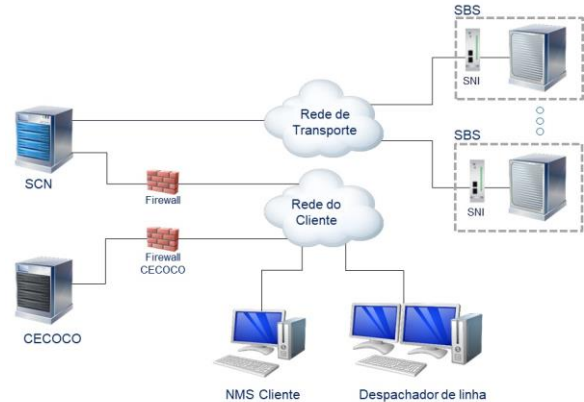 SBS
SNI
Rede de
Transporte
SBS
SNI
SCN
Firewall
Rede do
Cliente
Firewall
CECOCO
CECOCO
NMS Cliente
Despachador de linha